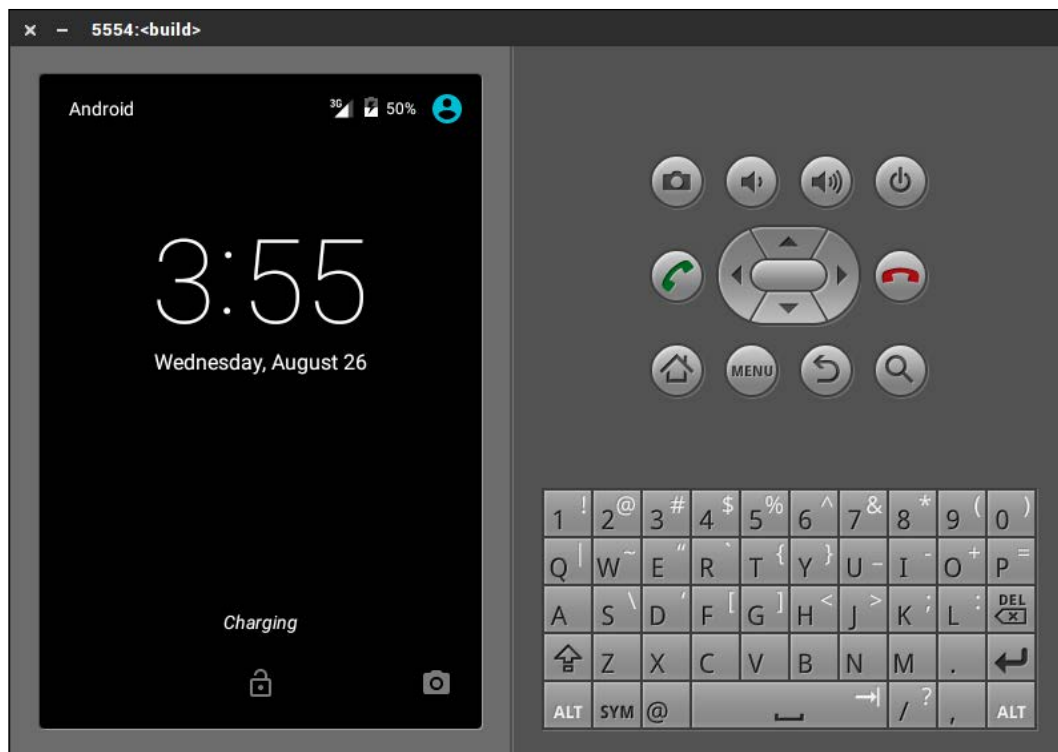 5554:<build>
Android 3G 50%
3:55
Wednesday, August 26
Charging
MENU
1 ! 2 @ 3 # 4 $ 5 % 6 ^ 7 & 8 * 9 ( 0 )
Q | W ~ E " R ` T { Y } U _ I - O + P =
A S \ D ' F [ G ] H < J > K ; L : DEL
Z X C V B N M .
ALT SYM @ / ? , ALT